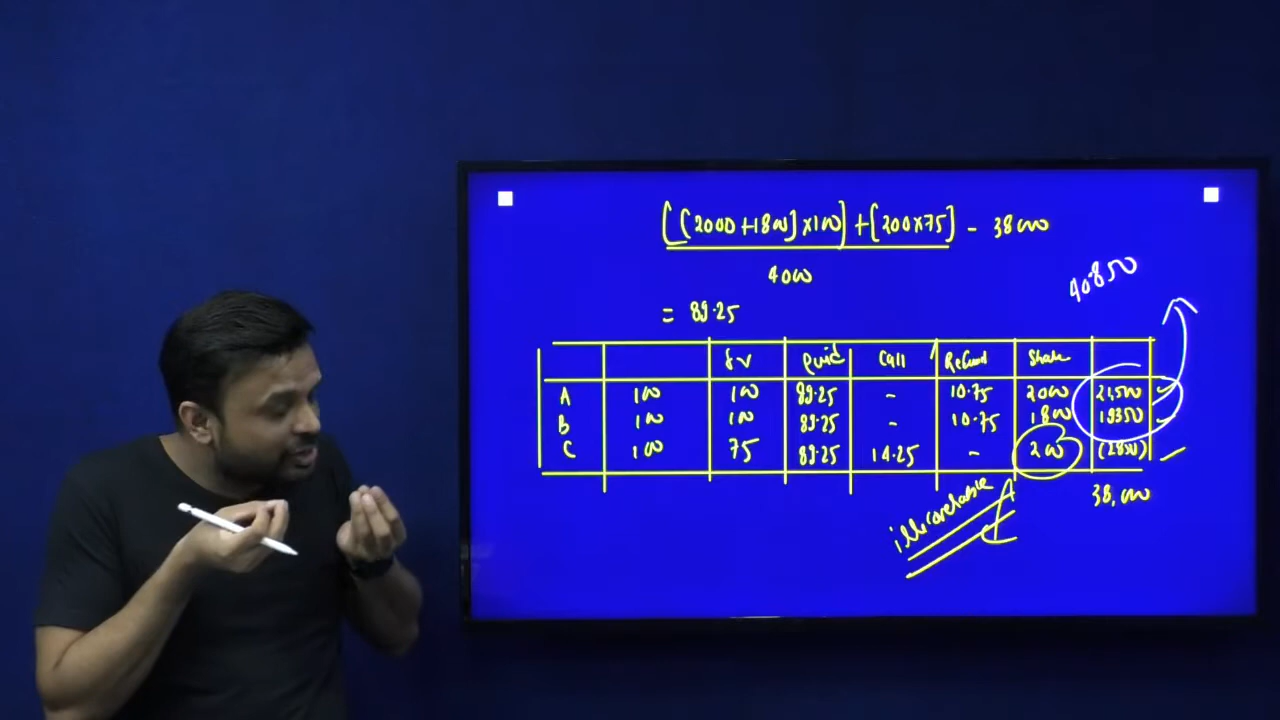 [((2000+1800)×100)+(200×75] - 38000
4000
= 89.25
40850
fv paid Call Refund Share
A 100 100 89.25 - 10.75 2000 21,500
B 100 100 89.25 - 10.75 1800 19350
C 100 75 89.25 14.25 - 200 (2850)
38,000